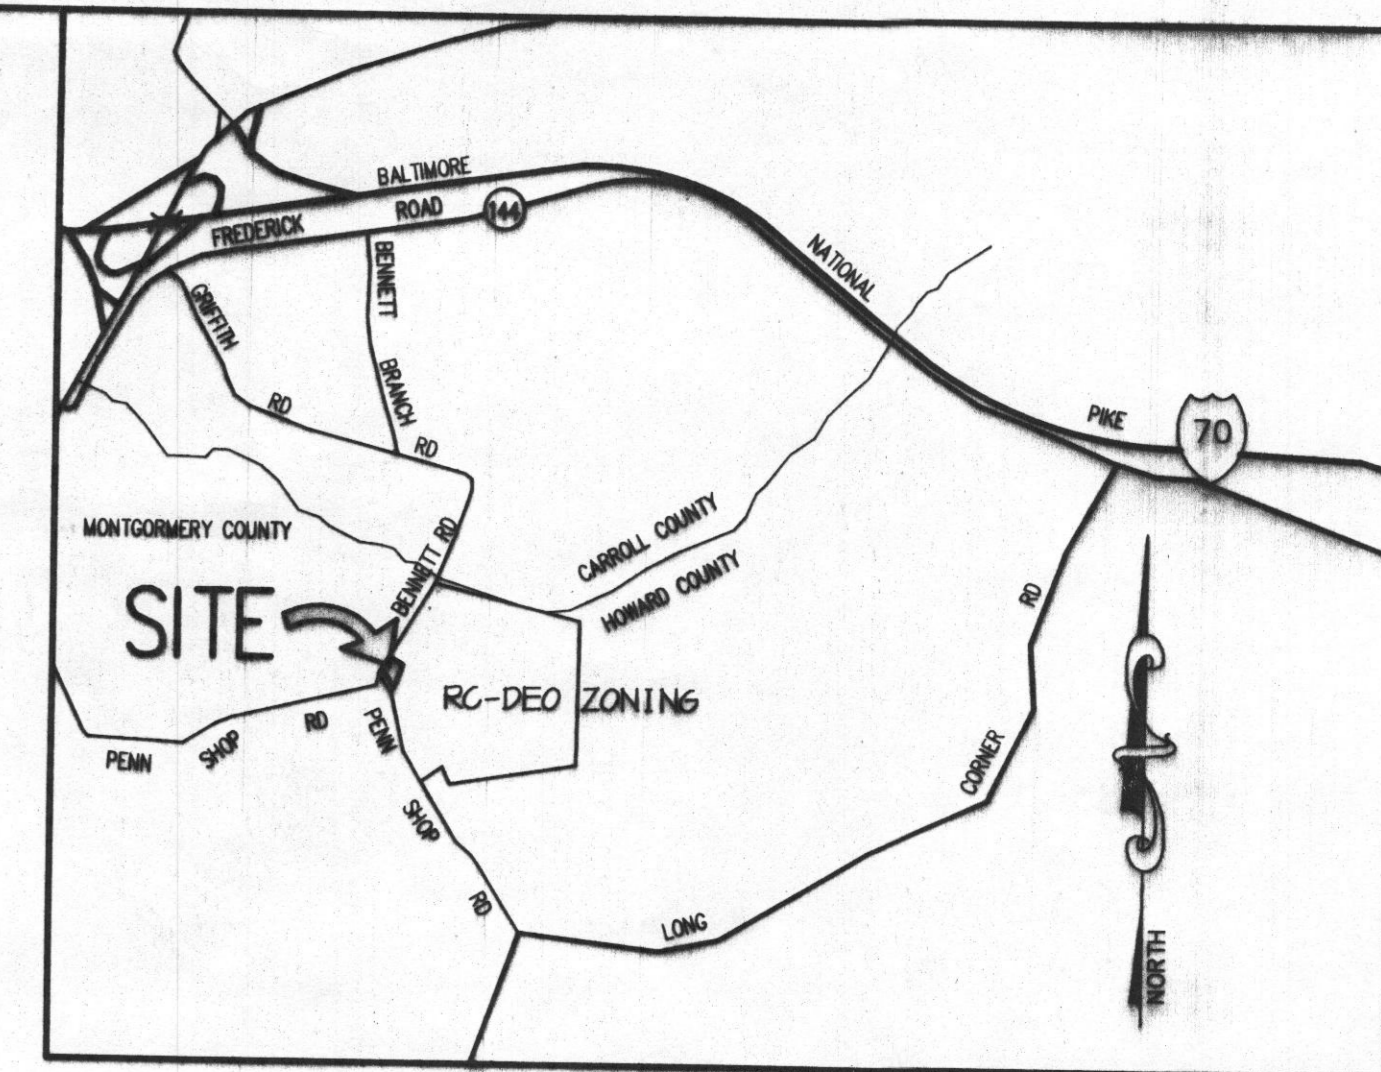 BALTIMORE
FREDERICK ROAD 144
NATIONAL
BENNETT
GRIFFITH
BRANCH
RD
RD
PIKE
70
MONTGORMERY COUNTY
BENNETT RD
CARROLL COUNTY
HOWARD COUNTY
RD
SITE
RC-DEO ZONING
PENN
SHOP
RD
PENN
SHOP
RD
CORNER
LONG
NORTH